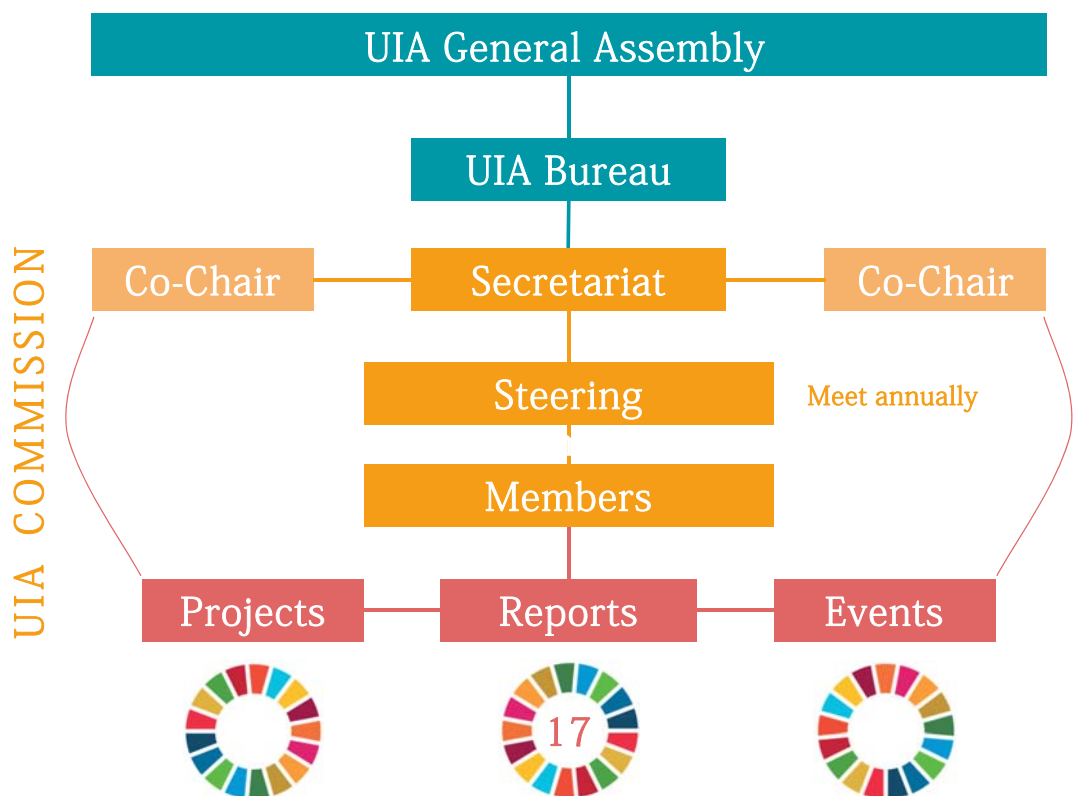 UIA General Assembly
UIA Bureau
UIA COMMISSION
Co-Chair
Secretariat
Co-Chair
Steering
Meet annually
Members
Projects
Reports
Events
17